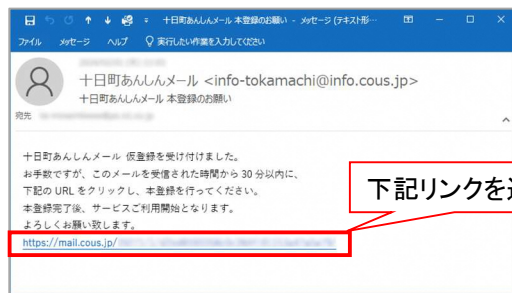 十日町あんしんメール 本登録のお願い - メッセージ (テキスト形…
ファイル メッセージ ヘルプ 実行したい作業を入力してください
十日町あんしんメール <info-tokamachi@info.cous.jp>
十日町あんしんメール 本登録のお願い
宛先
十日町あんしんメール 仮登録を受け付けました。
お手数ですが、このメールを受信された時間から 30 分以内に、
下記の URL をクリックし、本登録を行ってください。
本登録完了後、サービスご利用開始となります。
よろしくお願い致します。
https://mail.cous.jp/
下記リンクを